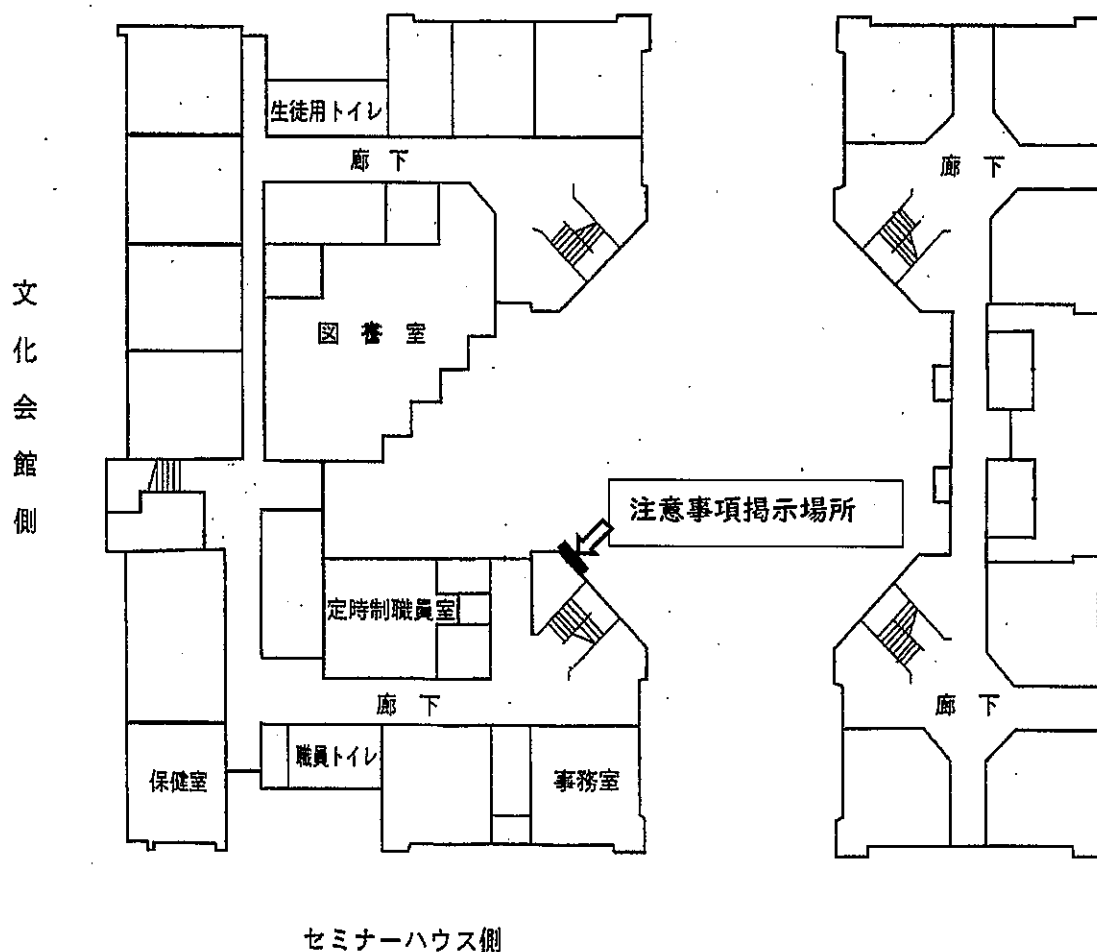 生徒用トイレ
廊下
廊下
文化会館側
図書室
注意事項掲示場所
定時制職員室
廊下
廊下
職員トイレ
保健室
事務室
セミナーハウス側